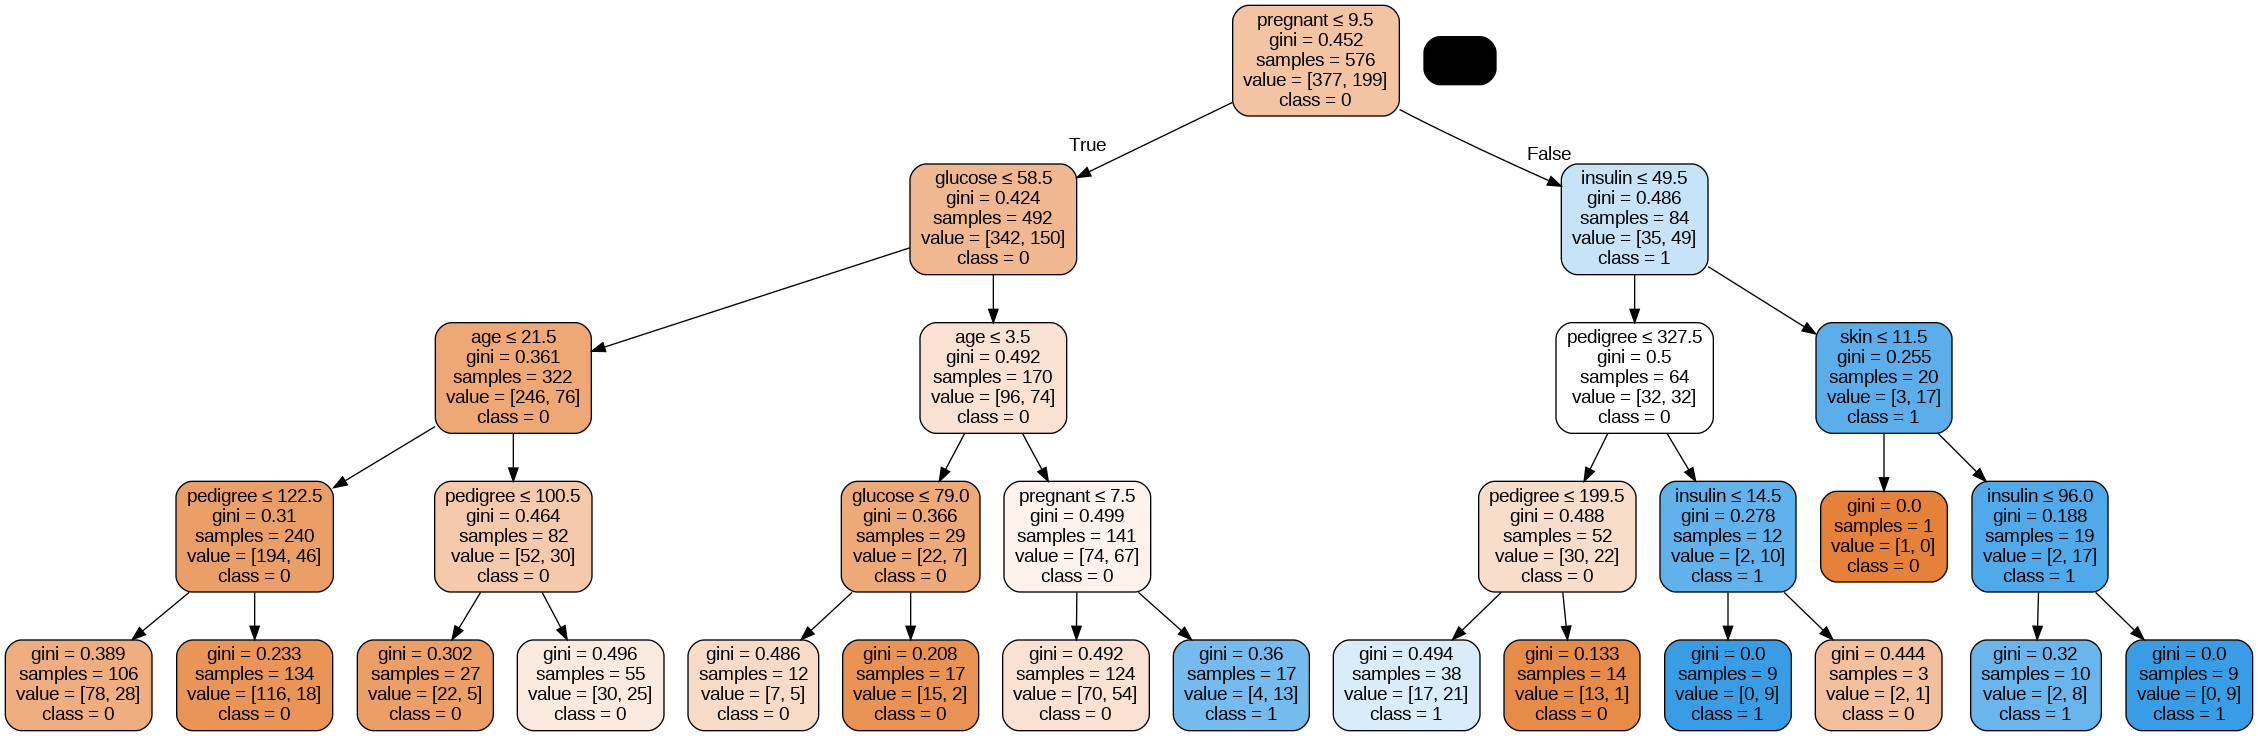 pregnant ≤ 9.5
gini = 0.452
samples = 576
value = [377, 199]
class = 0
True
False
glucose ≤ 58.5
gini = 0.424
samples = 492
value = [342, 150]
class = 0
insulin ≤ 49.5
gini = 0.486
samples = 84
value = [35, 49]
class = 1
age ≤ 21.5
gini = 0.361
samples = 322
value = [246, 76]
class = 0
age ≤ 3.5
gini = 0.492
samples = 170
value = [96, 74]
class = 0
pedigree ≤ 327.5
gini = 0.5
samples = 64
value = [32, 32]
class = 0
skin ≤ 11.5
gini = 0.255
samples = 20
value = [3, 17]
class = 1
pedigree ≤ 122.5
gini = 0.31
samples = 240
value = [194, 46]
class = 0
pedigree ≤ 100.5
gini = 0.464
samples = 82
value = [52, 30]
class = 0
glucose ≤ 79.0
gini = 0.366
samples = 29
value = [22, 7]
class = 0
pregnant ≤ 7.5
gini = 0.499
samples = 141
value = [74, 67]
class = 0
pedigree ≤ 199.5
gini = 0.488
samples = 52
value = [30, 22]
class = 0
insulin ≤ 14.5
gini = 0.278
samples = 12
value = [2, 10]
class = 1
gini = 0.0
samples = 1
value = [1, 0]
class = 0
insulin ≤ 96.0
gini = 0.188
samples = 19
value = [2, 17]
class = 1
gini = 0.389
samples = 106
value = [78, 28]
class = 0
gini = 0.233
samples = 134
value = [116, 18]
class = 0
gini = 0.302
samples = 27
value = [22, 5]
class = 0
gini = 0.496
samples = 55
value = [30, 25]
class = 0
gini = 0.486
samples = 12
value = [7, 5]
class = 0
gini = 0.208
samples = 17
value = [15, 2]
class = 0
gini = 0.492
samples = 124
value = [70, 54]
class = 0
gini = 0.36
samples = 17
value = [4, 13]
class = 1
gini = 0.494
samples = 38
value = [17, 21]
class = 1
gini = 0.133
samples = 14
value = [13, 1]
class = 0
gini = 0.0
samples = 9
value = [0, 9]
class = 1
gini = 0.444
samples = 3
value = [2, 1]
class = 0
gini = 0.32
samples = 10
value = [2, 8]
class = 1
gini = 0.0
samples = 9
value = [0, 9]
class = 1